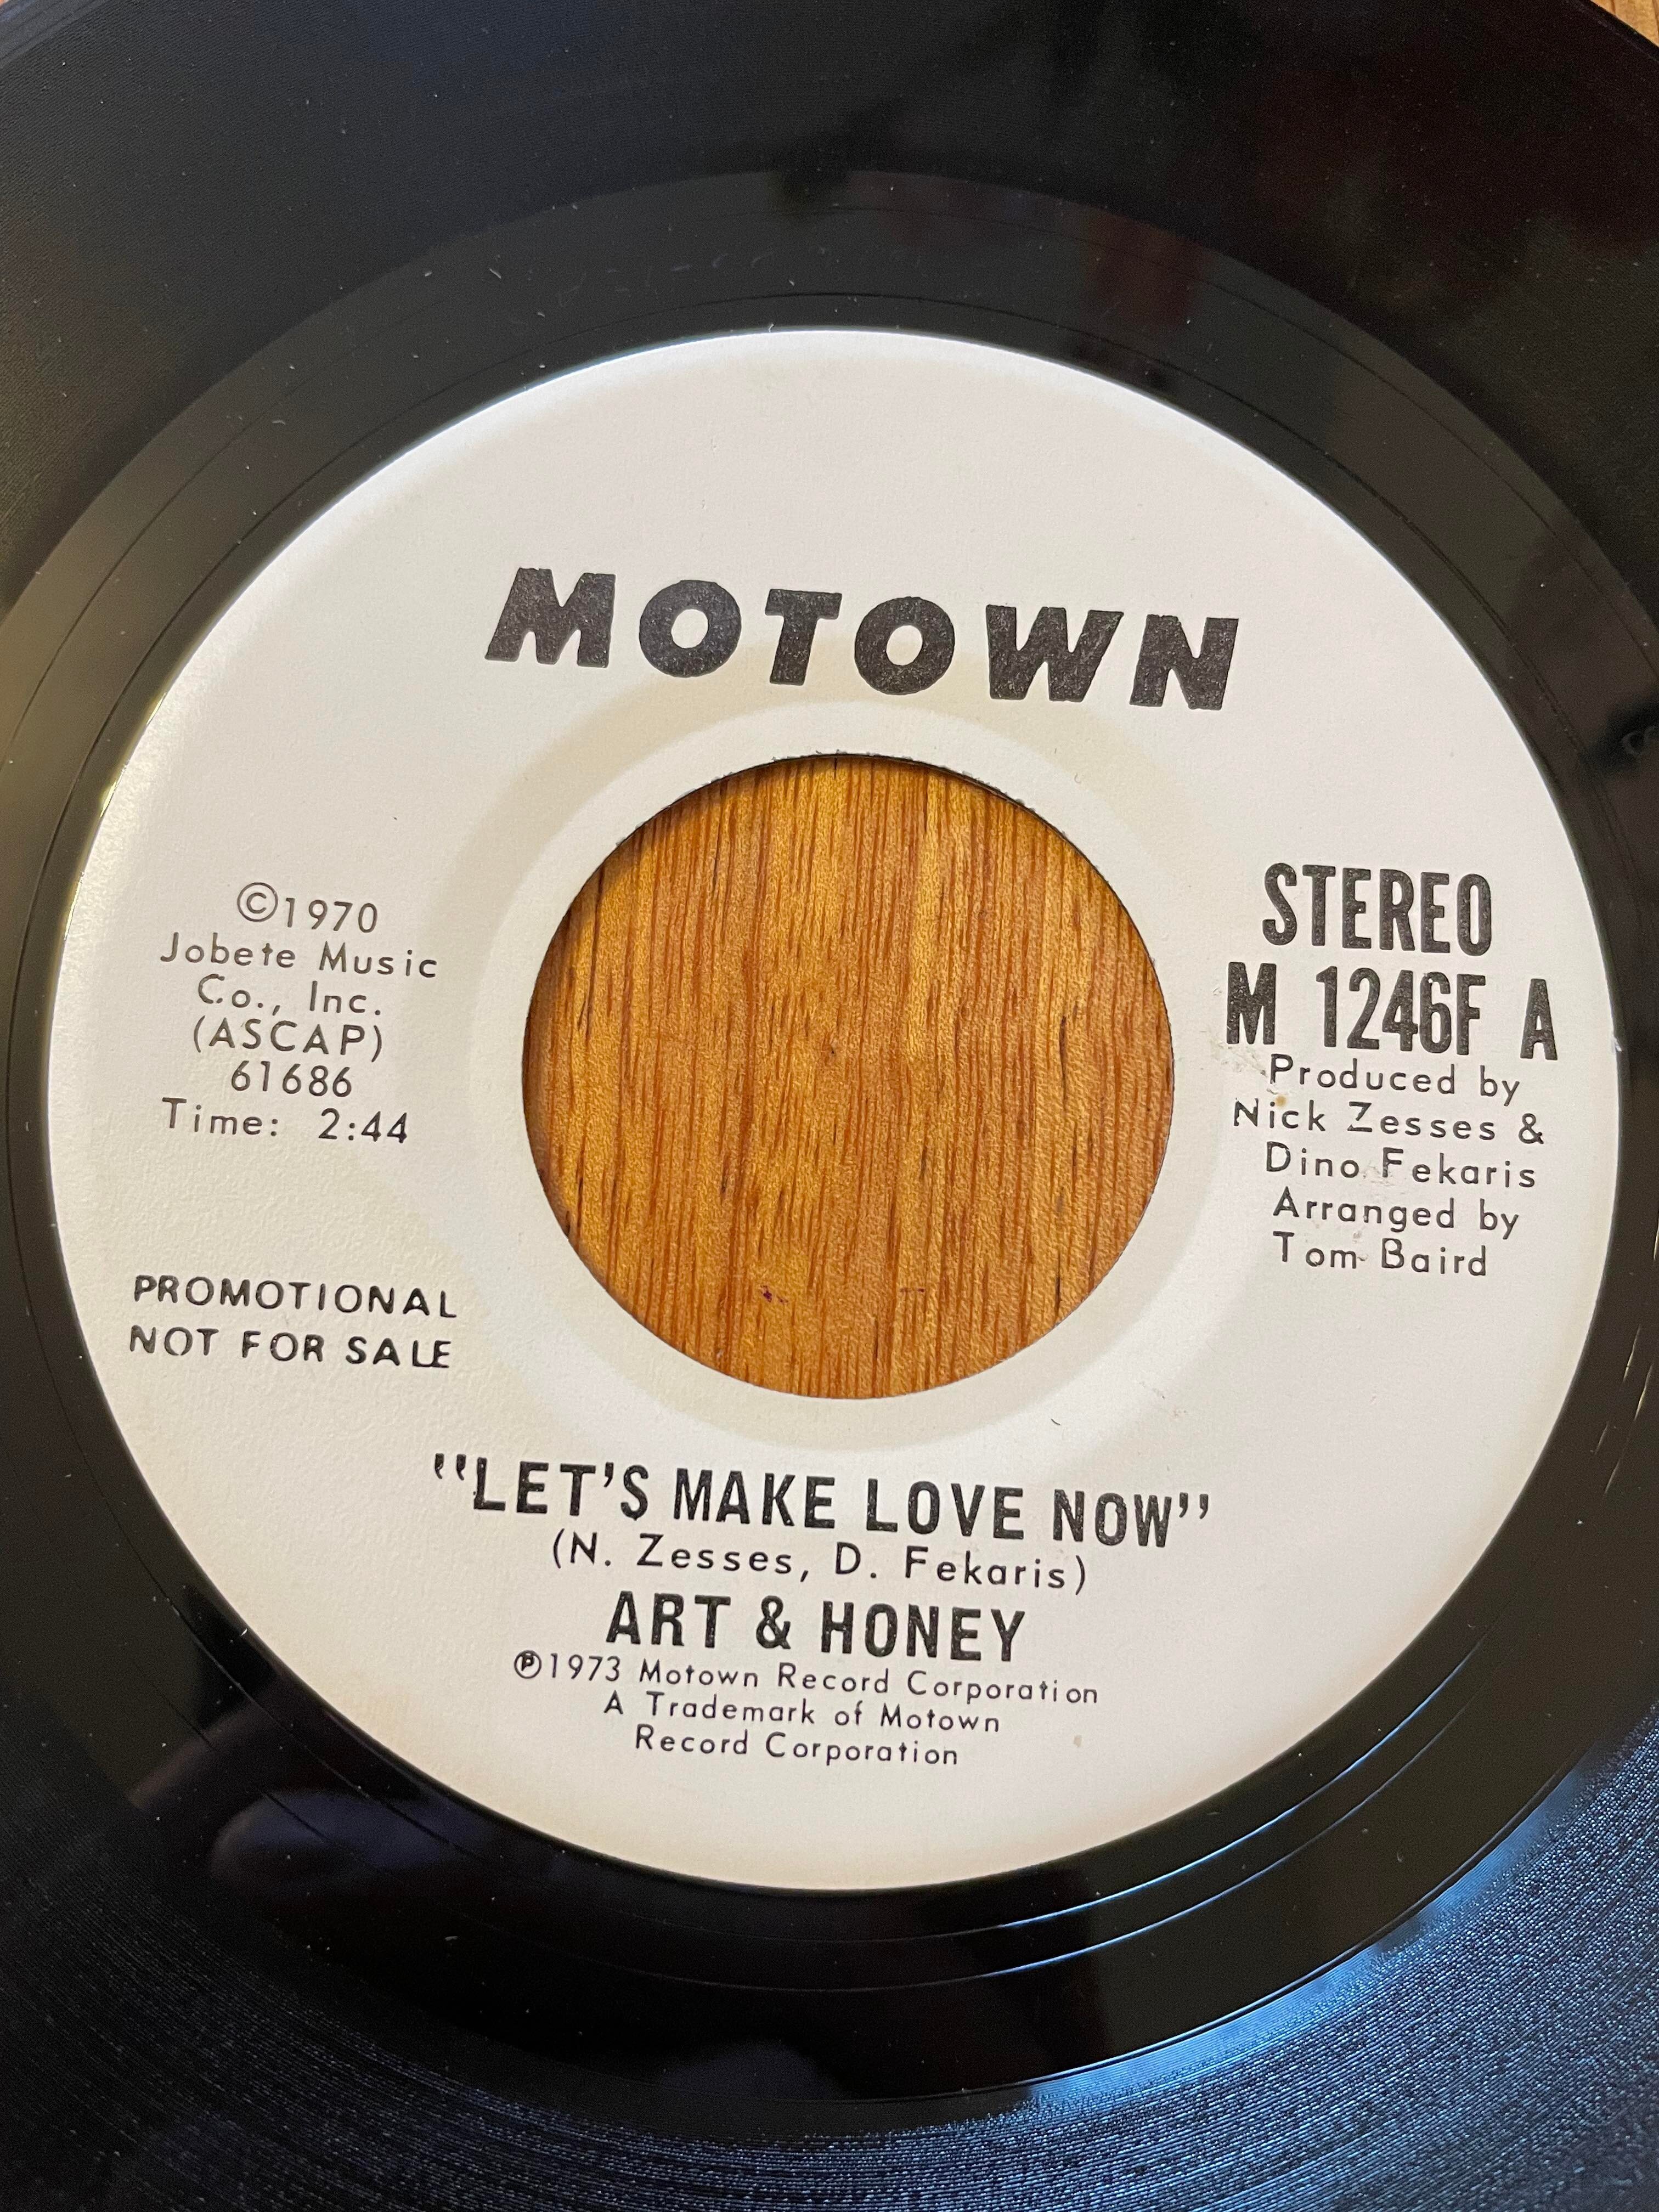 MOTOWN
©1970
Jobete Music
Co., Inc.
(ASCAP)
61686
Time: 2:44
PROMOTIONAL
NOT FOR SALE
STEREO
M 1246F A
Produced by
Nick Zesses &
Dino Fekaris
Arranged by
Tom Baird
"LET'S MAKE LOVE NOW"
(N. Zesses, D. Fekaris)
ART & HONEY
℗1973 Motown Record Corporation
A Trademark of Motown
Record Corporation